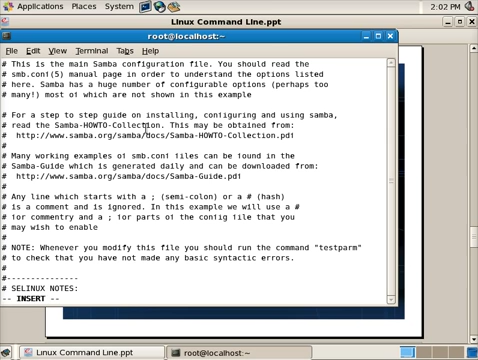 Applications Places System 2:02 PM
Linux Command Line.ppt
root@localhost:~
File Edit View Terminal Tabs Help
# This is the main Samba configuration file. You should read the
# smb.conf(5) manual page in order to understand the options listed
# here. Samba has a huge number of configurable options (perhaps too
# many!) most of which are not shown in this example
#
# For a step to step guide on installing, configuring and using samba,
# read the Samba-HOWTO-Collection. This may be obtained from:
#  http://www.samba.org/samba/docs/Samba-HOWTO-Collection.pdf
#
# Many working examples of smb.conf files can be found in the
# Samba-Guide which is generated daily and can be downloaded from:
#  http://www.samba.org/samba/docs/Samba-Guide.pdf
#
# Any line which starts with a ; (semi-colon) or a # (hash)
# is a comment and is ignored. In this example we will use a #
# for commentry and a ; for parts of the config file that you
# may wish to enable
#
# NOTE: Whenever you modify this file you should run the command "testparm"
# to check that you have not made any basic syntactic errors.
#
#---------------
# SELINUX NOTES:
-- INSERT --
Linux Command Line.ppt
root@localhost:~